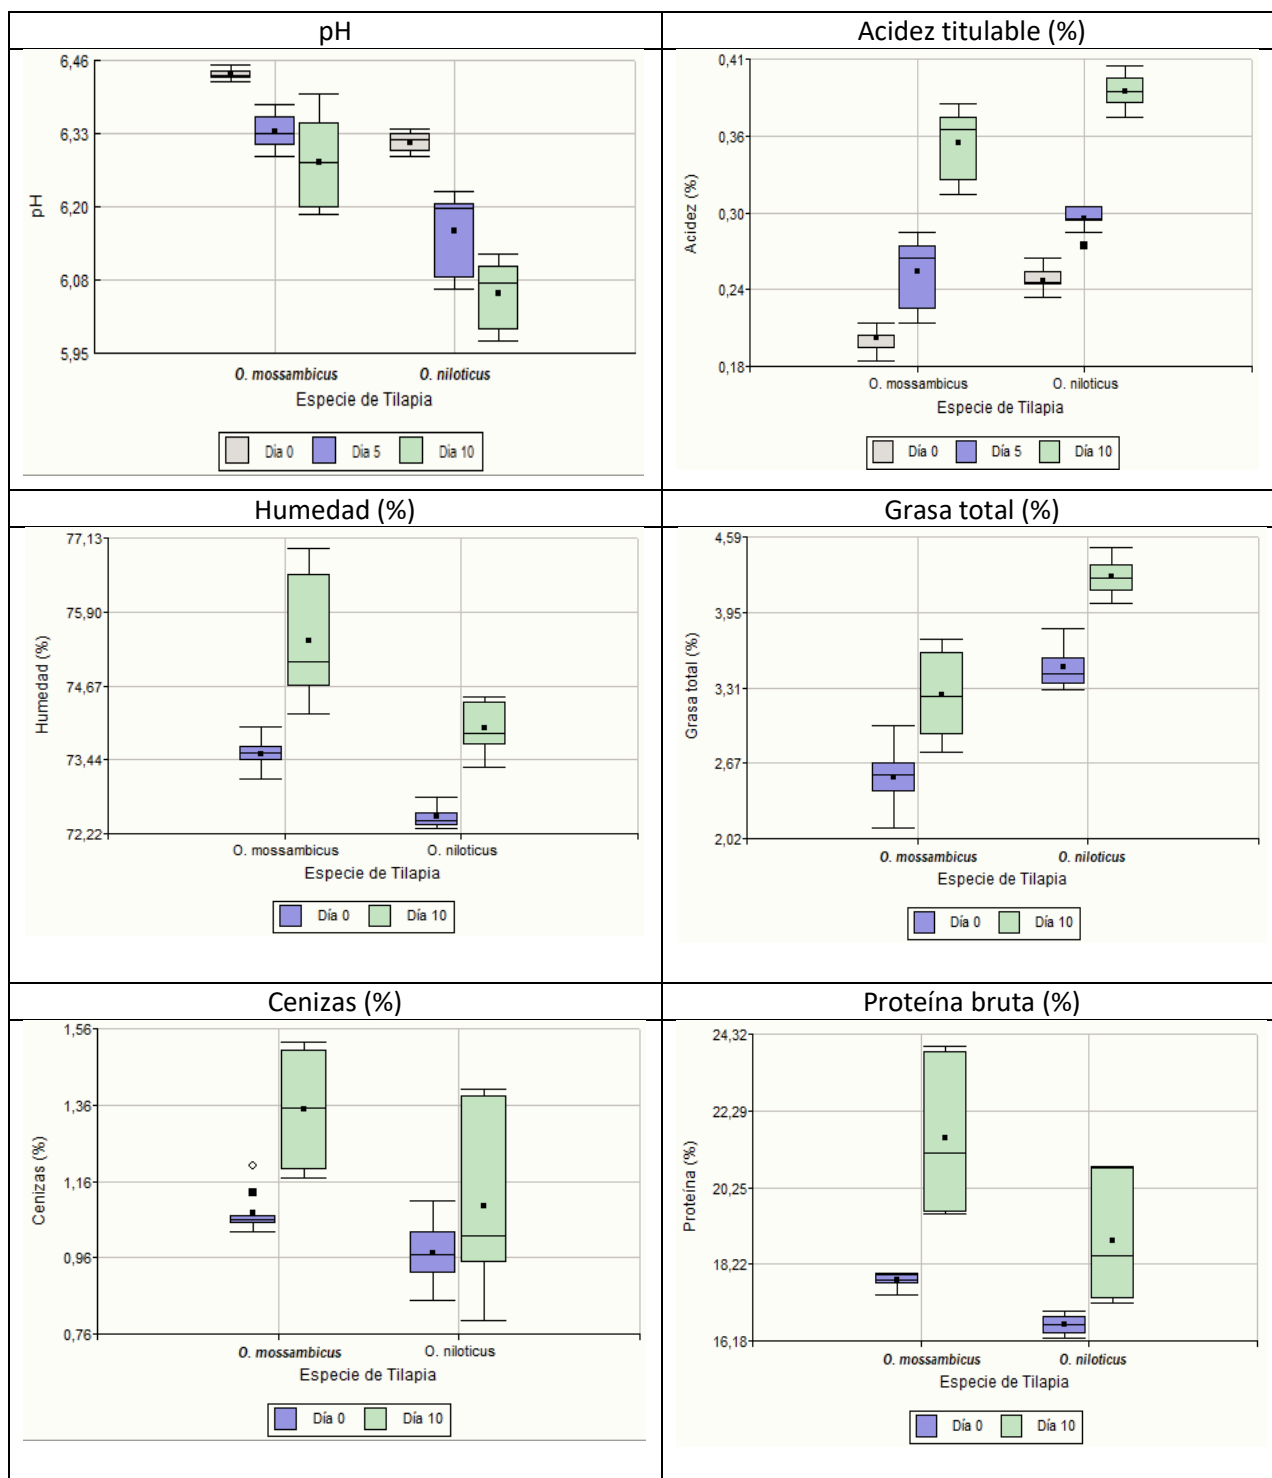 pH
Acidez titulable (%)
6,46
6,33
6,20
6,08
5,95
pH
O. mossambicus O. niloticus
Especie de Tilapia
Día 0 Día 5 Día 10
0,41
0,36
0,30
0,24
0,18
Acidez (%)
O. mossambicus O. niloticus
Especie de Tilapia
Día 0 Día 5 Día 10
Humedad (%)
Grasa total (%)
77,13
75,90
74,67
73,44
72,22
Humedad (%)
O. mossambicus O. niloticus
Especie de Tilapia
Día 0 Día 10
4,59
3,95
3,31
2,67
2,02
Grasa total (%)
O. mossambicus O. niloticus
Especie de Tilapia
Día 0 Día 10
Cenizas (%)
Proteína bruta (%)
1,56
1,36
1,16
0,96
0,76
Cenizas (%)
O. mossambicus O. niloticus
Especie de Tilapia
Día 0 Día 10
24,32
22,29
20,25
18,22
16,18
Proteína (%)
O. mossambicus O. niloticus
Especie de Tilapia
Día 0 Día 10